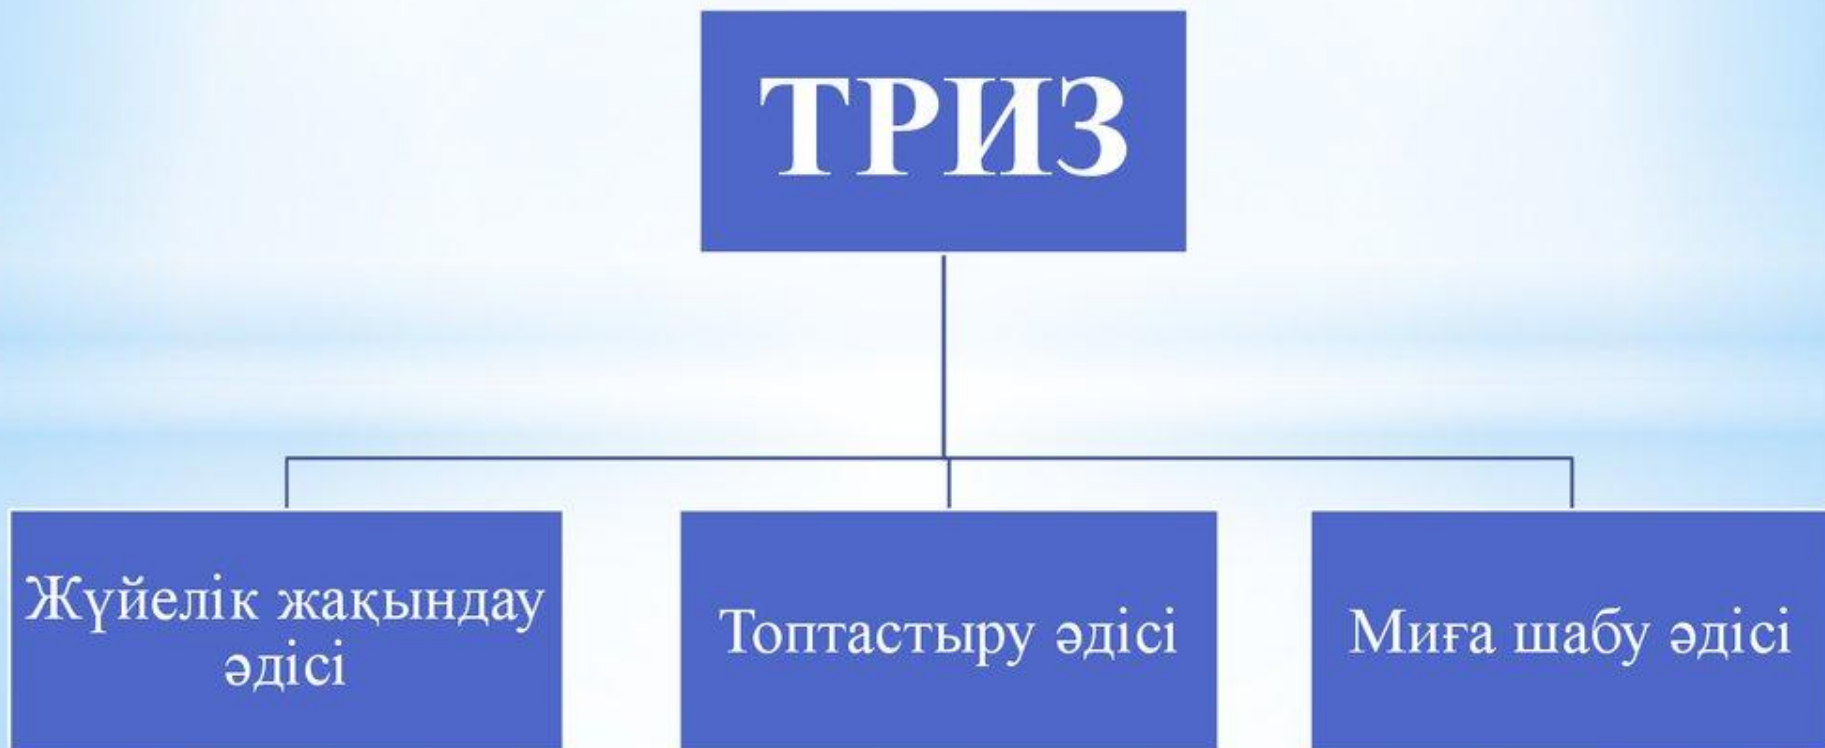 ТРИЗ
Жүйелік жақындау
әдісі
Топтастыру әдісі
Миға шабу әдісі